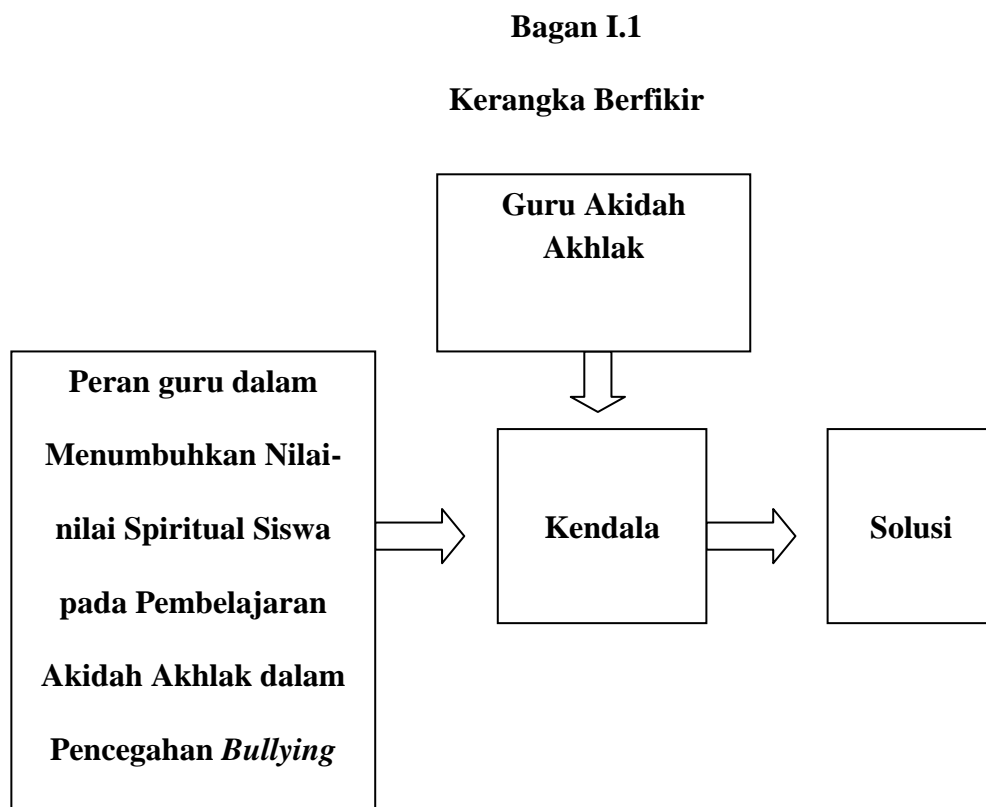 Bagan I.1
Kerangka Berfikir
Guru Akidah
Akhlak
Peran guru dalam
Menumbuhkan Nilai-
nilai Spiritual Siswa
pada Pembelajaran
Akidah Akhlak dalam
Pencegahan Bullying
Kendala
Solusi